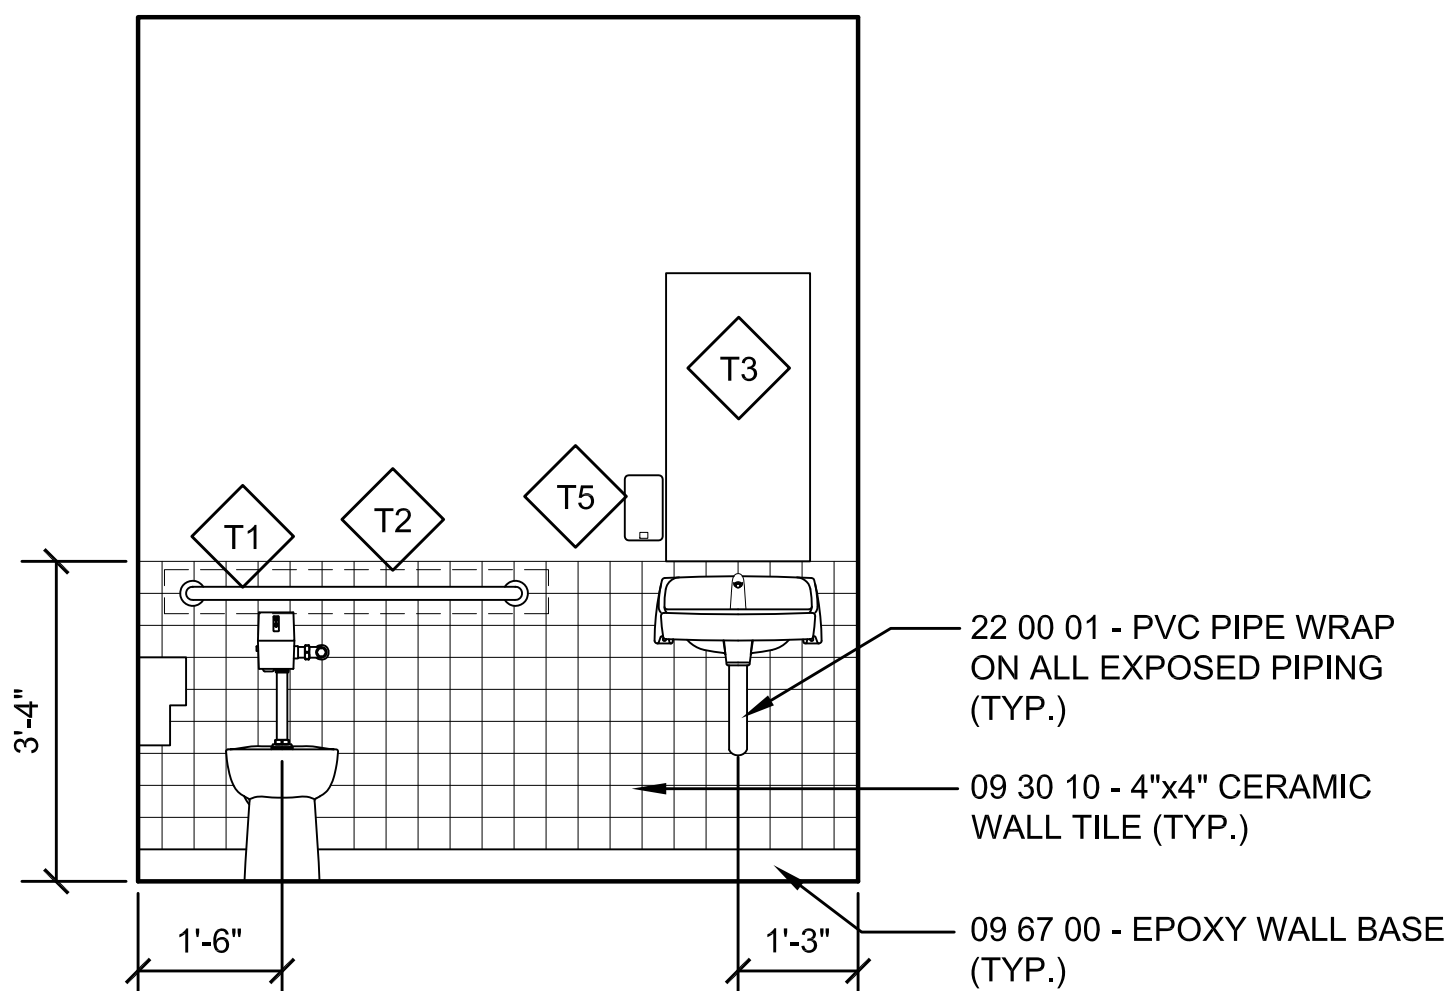 T3
T5
T2
T1
22 00 01 - PVC PIPE WRAP
ON ALL EXPOSED PIPING
(TYP.)
3'-4"
09 30 10 - 4"x4" CERAMIC
WALL TILE (TYP.)
1'-6"
1'-3"
09 67 00 - EPOXY WALL BASE
(TYP.)